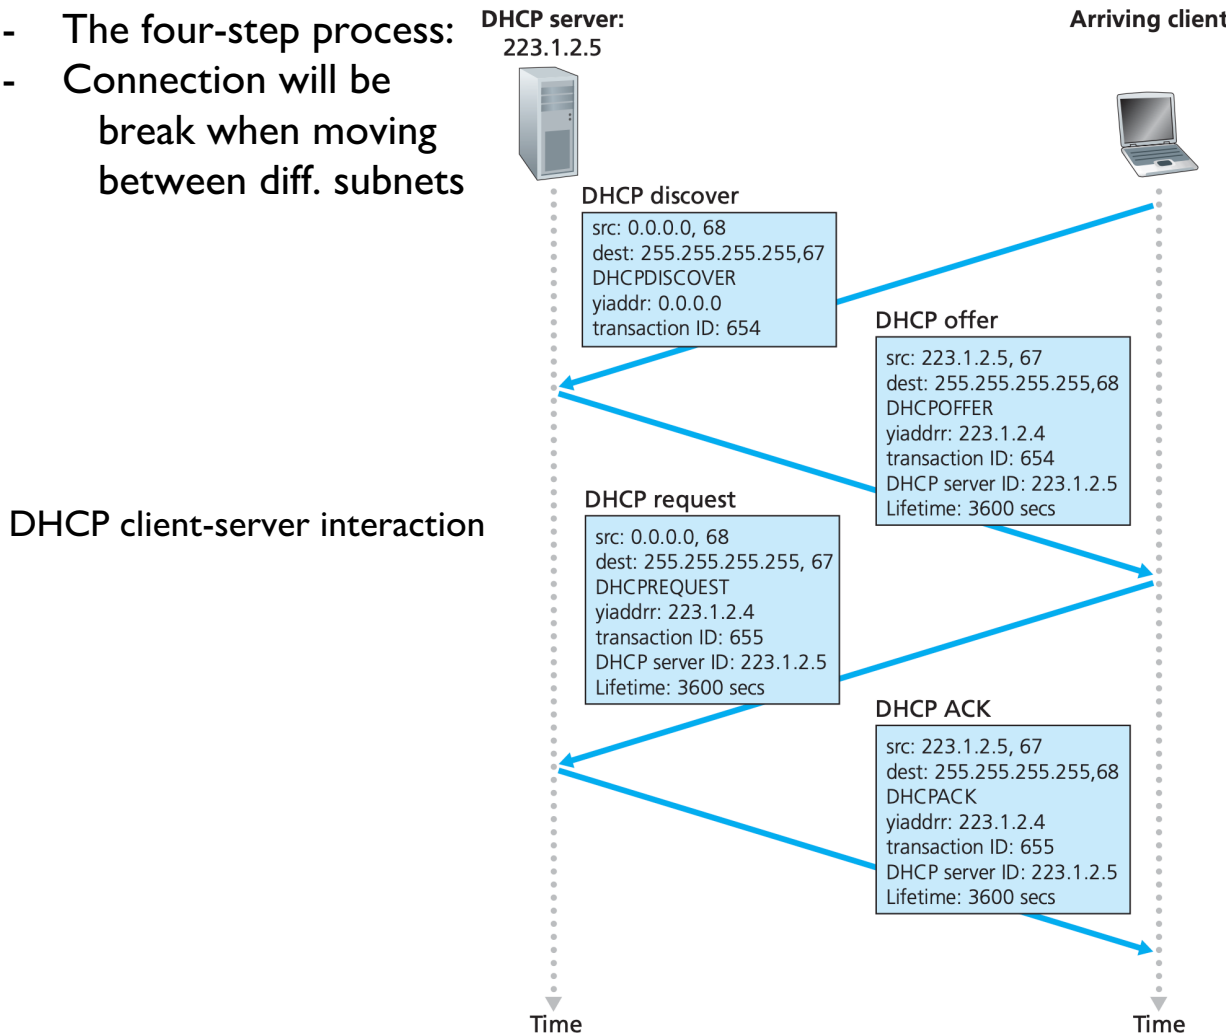 - The four-step process:
- Connection will be
break when moving
between diff. subnets
DHCP server:
223.1.2.5
Arriving client
DHCP discover
src: 0.0.0.0, 68
dest: 255.255.255.255,67
DHCPDISCOVER
yiaddr: 0.0.0.0
transaction ID: 654
DHCP offer
src: 223.1.2.5, 67
dest: 255.255.255.255,68
DHCPOFFER
yiaddrr: 223.1.2.4
transaction ID: 654
DHCP server ID: 223.1.2.5
Lifetime: 3600 secs
DHCP client-server interaction
DHCP request
src: 0.0.0.0, 68
dest: 255.255.255.255, 67
DHCPREQUEST
yiaddrr: 223.1.2.4
transaction ID: 655
DHCP server ID: 223.1.2.5
Lifetime: 3600 secs
DHCP ACK
src: 223.1.2.5, 67
dest: 255.255.255.255,68
DHCPACK
yiaddrr: 223.1.2.4
transaction ID: 655
DHCP server ID: 223.1.2.5
Lifetime: 3600 secs
Time
Time